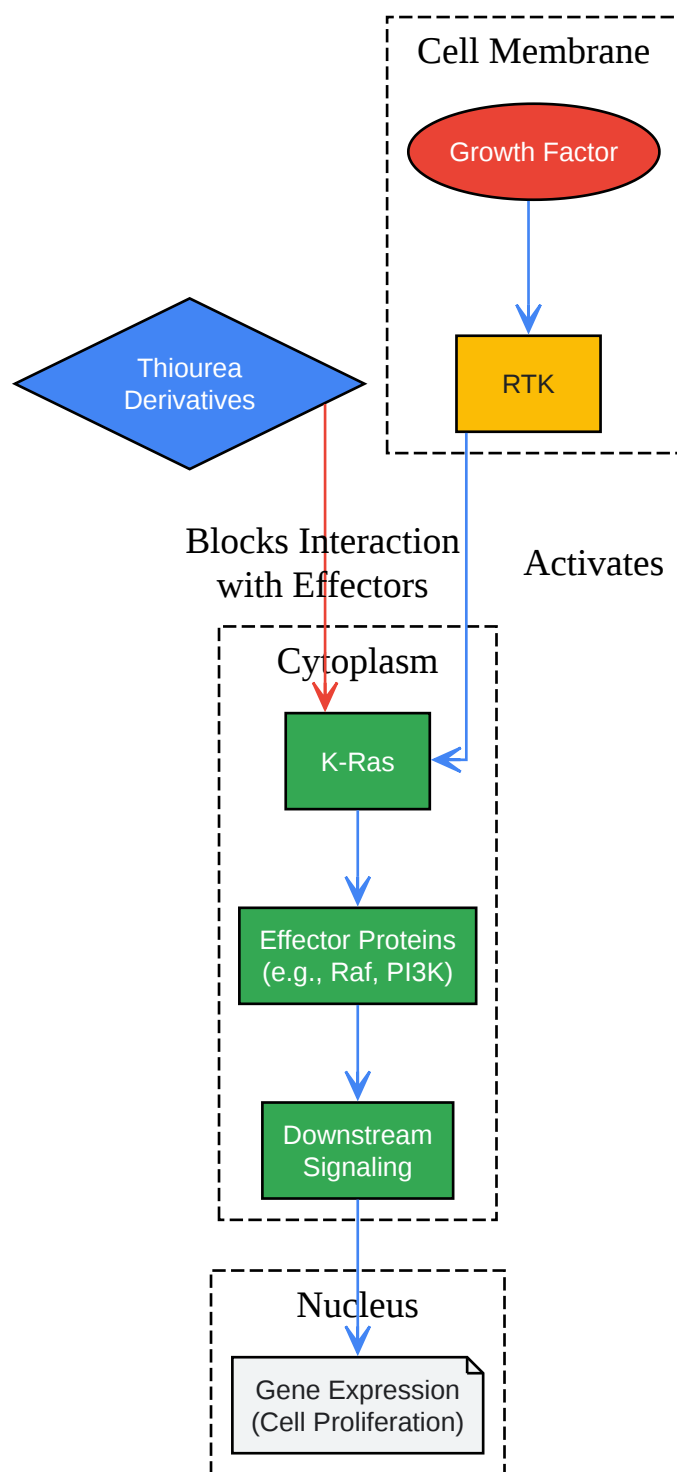 Cell Membrane
Growth Factor
Thiourea
Derivatives
RTK
Blocks Interaction
with Effectors
Activates
Cytoplasm
K-Ras
Effector Proteins
(e.g., Raf, PI3K)
Downstream
Signaling
Nucleus
Gene Expression
(Cell Proliferation)